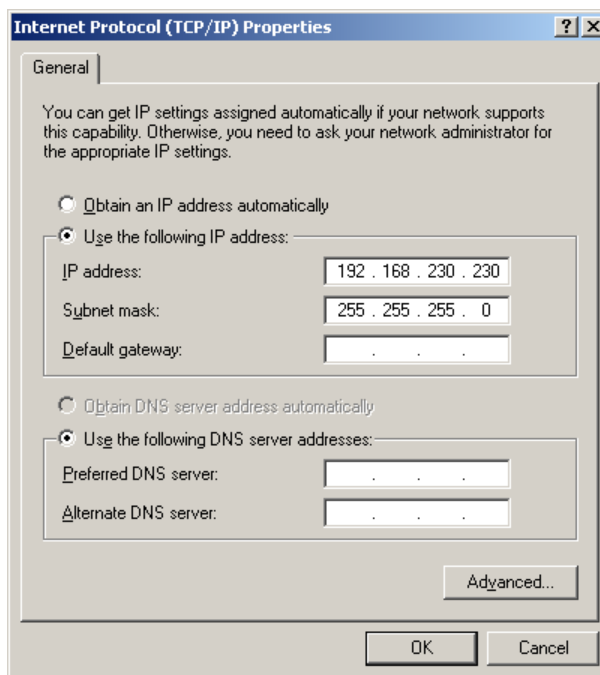 Internet Protocol (TCP/IP) Properties
General
You can get IP settings assigned automatically if your network supports
this capability. Otherwise, you need to ask your network administrator for
the appropriate IP settings.
Obtain an IP address automatically
Use the following IP address:
IP address: 192 . 168 . 230 . 230
Subnet mask: 255 . 255 . 255 . 0
Default gateway: . . .
Obtain DNS server address automatically
Use the following DNS server addresses:
Preferred DNS server: . . .
Alternate DNS server: . . .
Advanced...
OK Cancel